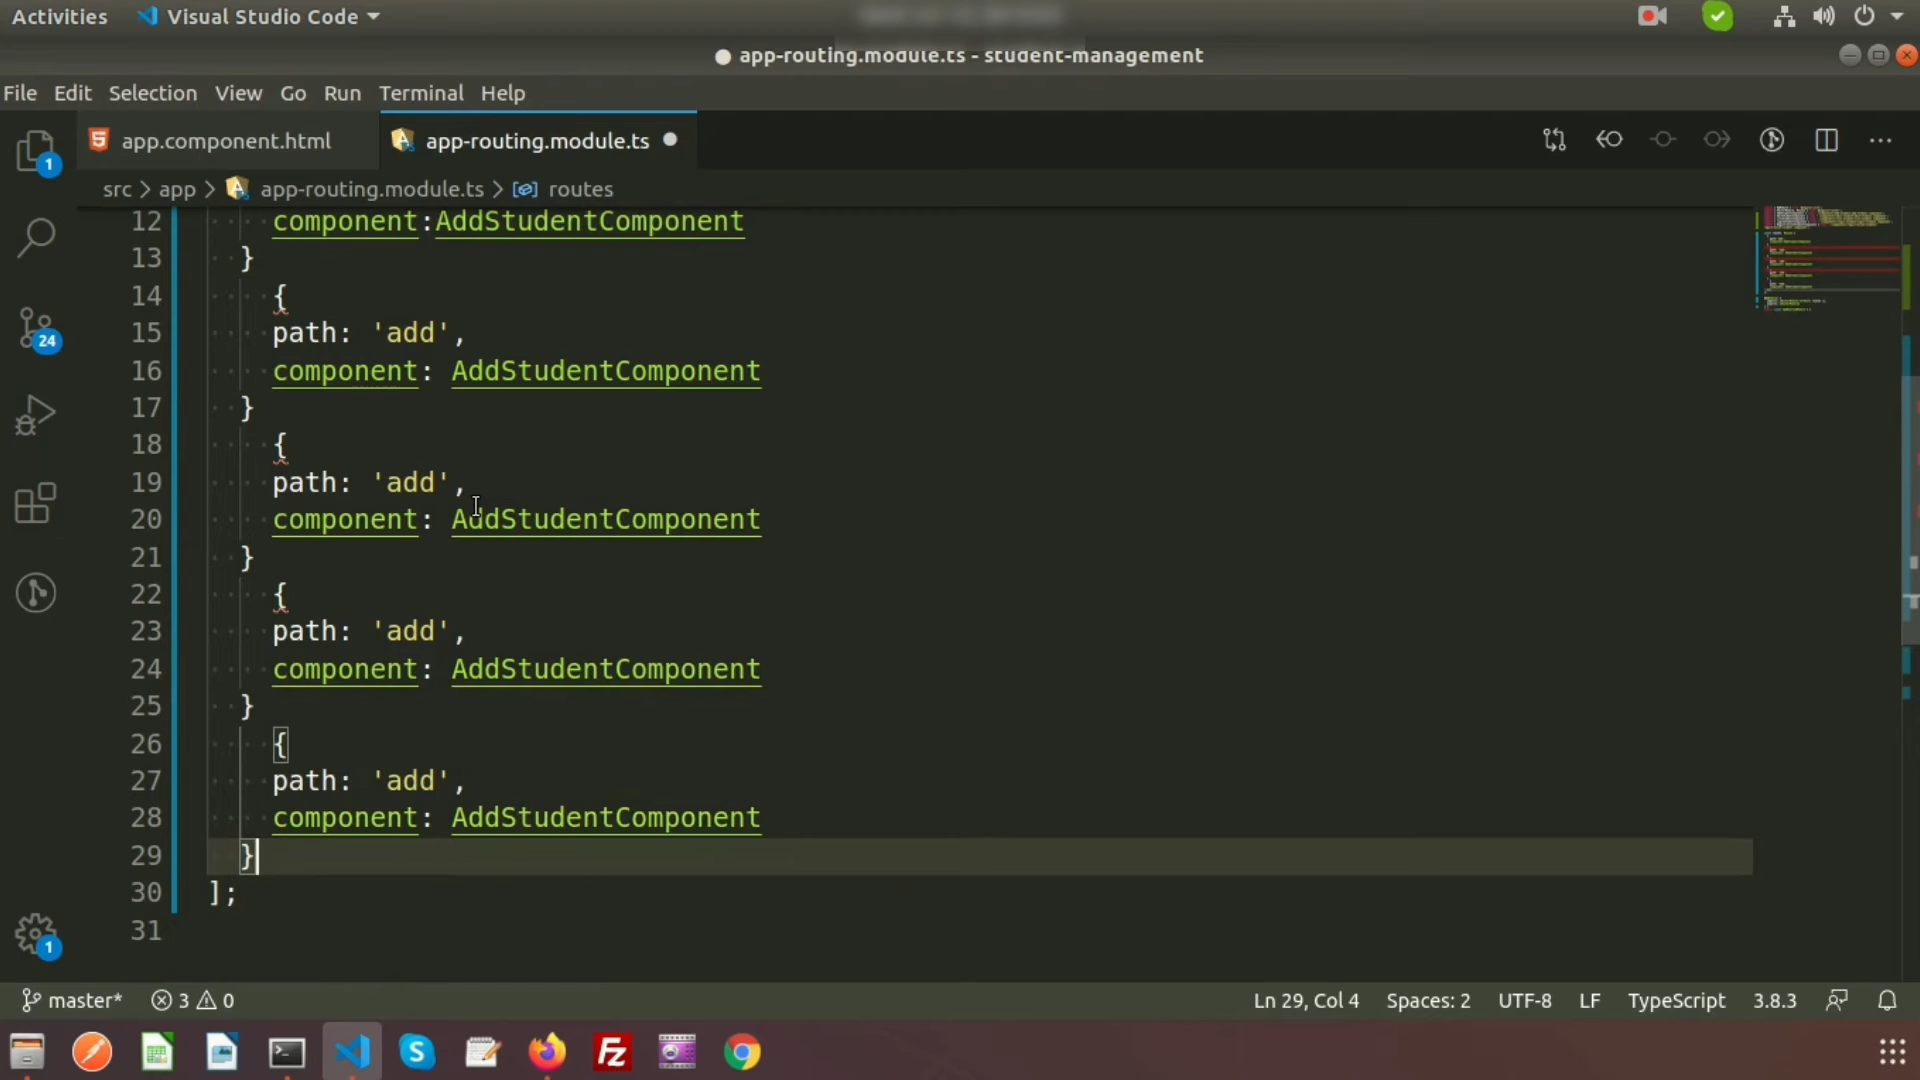 Activities Visual Studio Code
app-routing.module.ts - student-management
File Edit Selection View Go Run Terminal Help
app.component.html app-routing.module.ts
1
src > app > app-routing.module.ts > routes
12 component:AddStudentComponent
13 }
14 {
15 path: 'add',
16 component: AddStudentComponent
17 }
18 {
24
19 path: 'add',
20 component: AddStudentComponent
21 }
22 {
23 path: 'add',
24 component: AddStudentComponent
25 }
26 {
27 path: 'add',
28 component: AddStudentComponent
29 }
30 ];
31
1
master* 3 0 Ln 29, Col 4 Spaces: 2 UTF-8 LF TypeScript 3.8.3
S
Fz